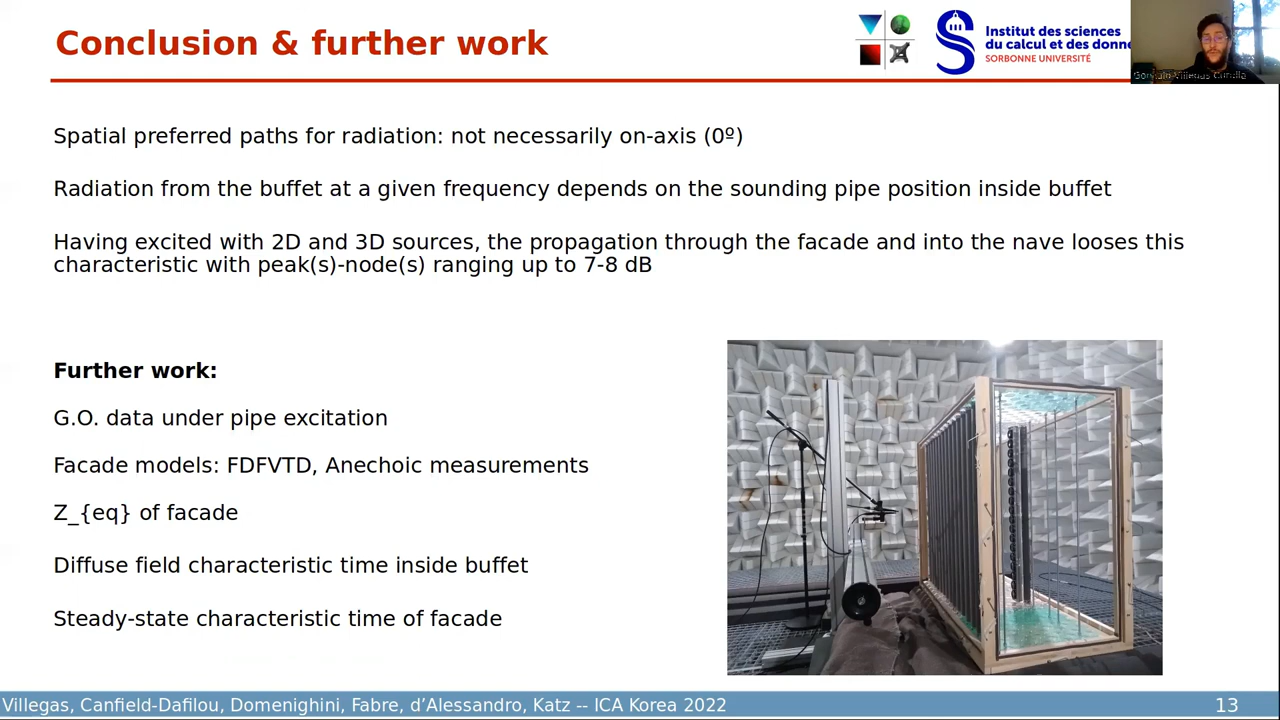 Conclusion & further work
Institut des sciences
du calcul et des donne
SORBONNE UNIVERSITÉ
Spatial preferred paths for radiation: not necessarily on-axis (0º)
Radiation from the buffet at a given frequency depends on the sounding pipe position inside buffet
Having excited with 2D and 3D sources, the propagation through the facade and into the nave looses this
characteristic with peak(s)-node(s) ranging up to 7-8 dB
Further work:
G.O. data under pipe excitation
Facade models: FDFVTD, Anechoic measurements
Z_{eq} of facade
Diffuse field characteristic time inside buffet
Steady-state characteristic time of facade
Villegas, Canfield-Dafilou, Domenighini, Fabre, d’Alessandro, Katz -- ICA Korea 2022
13